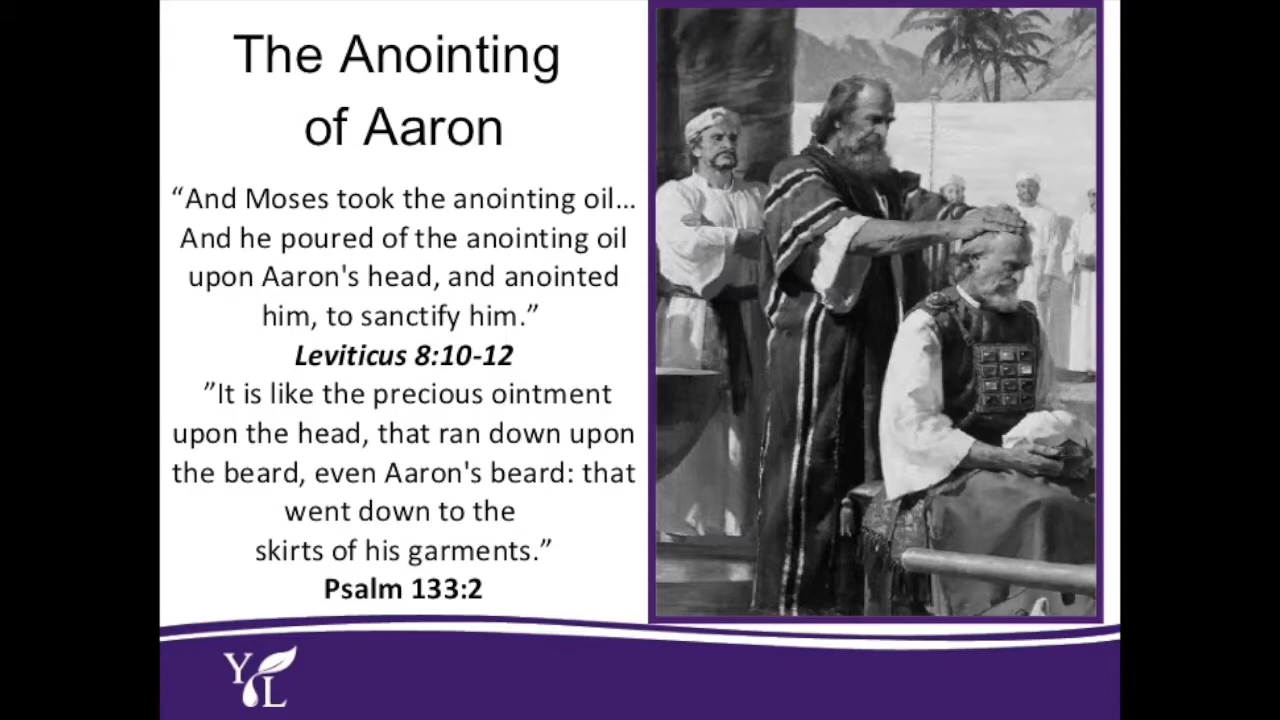 The Anointing
of Aaron
“And Moses took the anointing oil…
And he poured of the anointing oil
upon Aaron's head, and anointed
him, to sanctify him.”
Leviticus 8:10-12
”It is like the precious ointment
upon the head, that ran down upon
the beard, even Aaron's beard: that
went down to the
skirts of his garments.”
Psalm 133:2
Y L